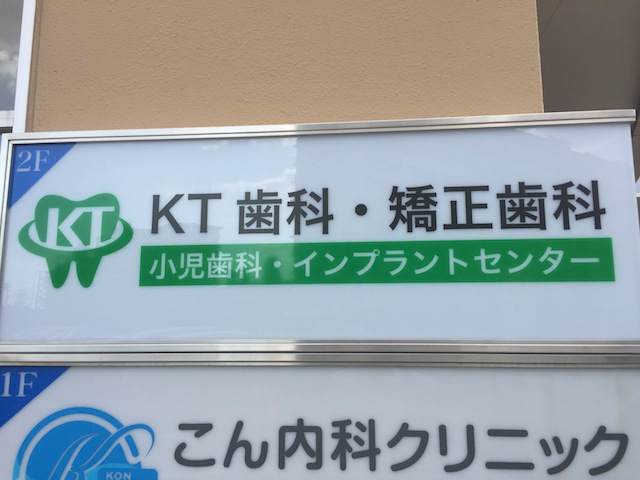 2F
KT
KT 歯科・矯正歯科
小児歯科・インプラントセンター
1F
KON
こん内科クリニック